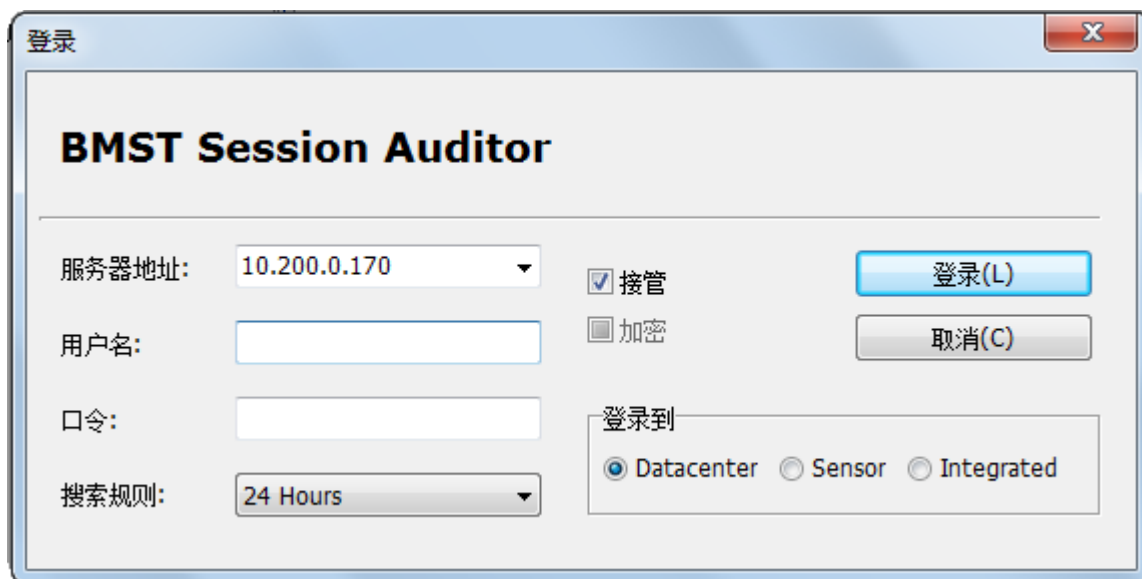 登录
BMST Session Auditor
服务器地址: 10.200.0.170
接管
登录(L)
用户名:
加密
取消(C)
口令:
登录到
Datacenter Sensor Integrated
搜索规则: 24 Hours